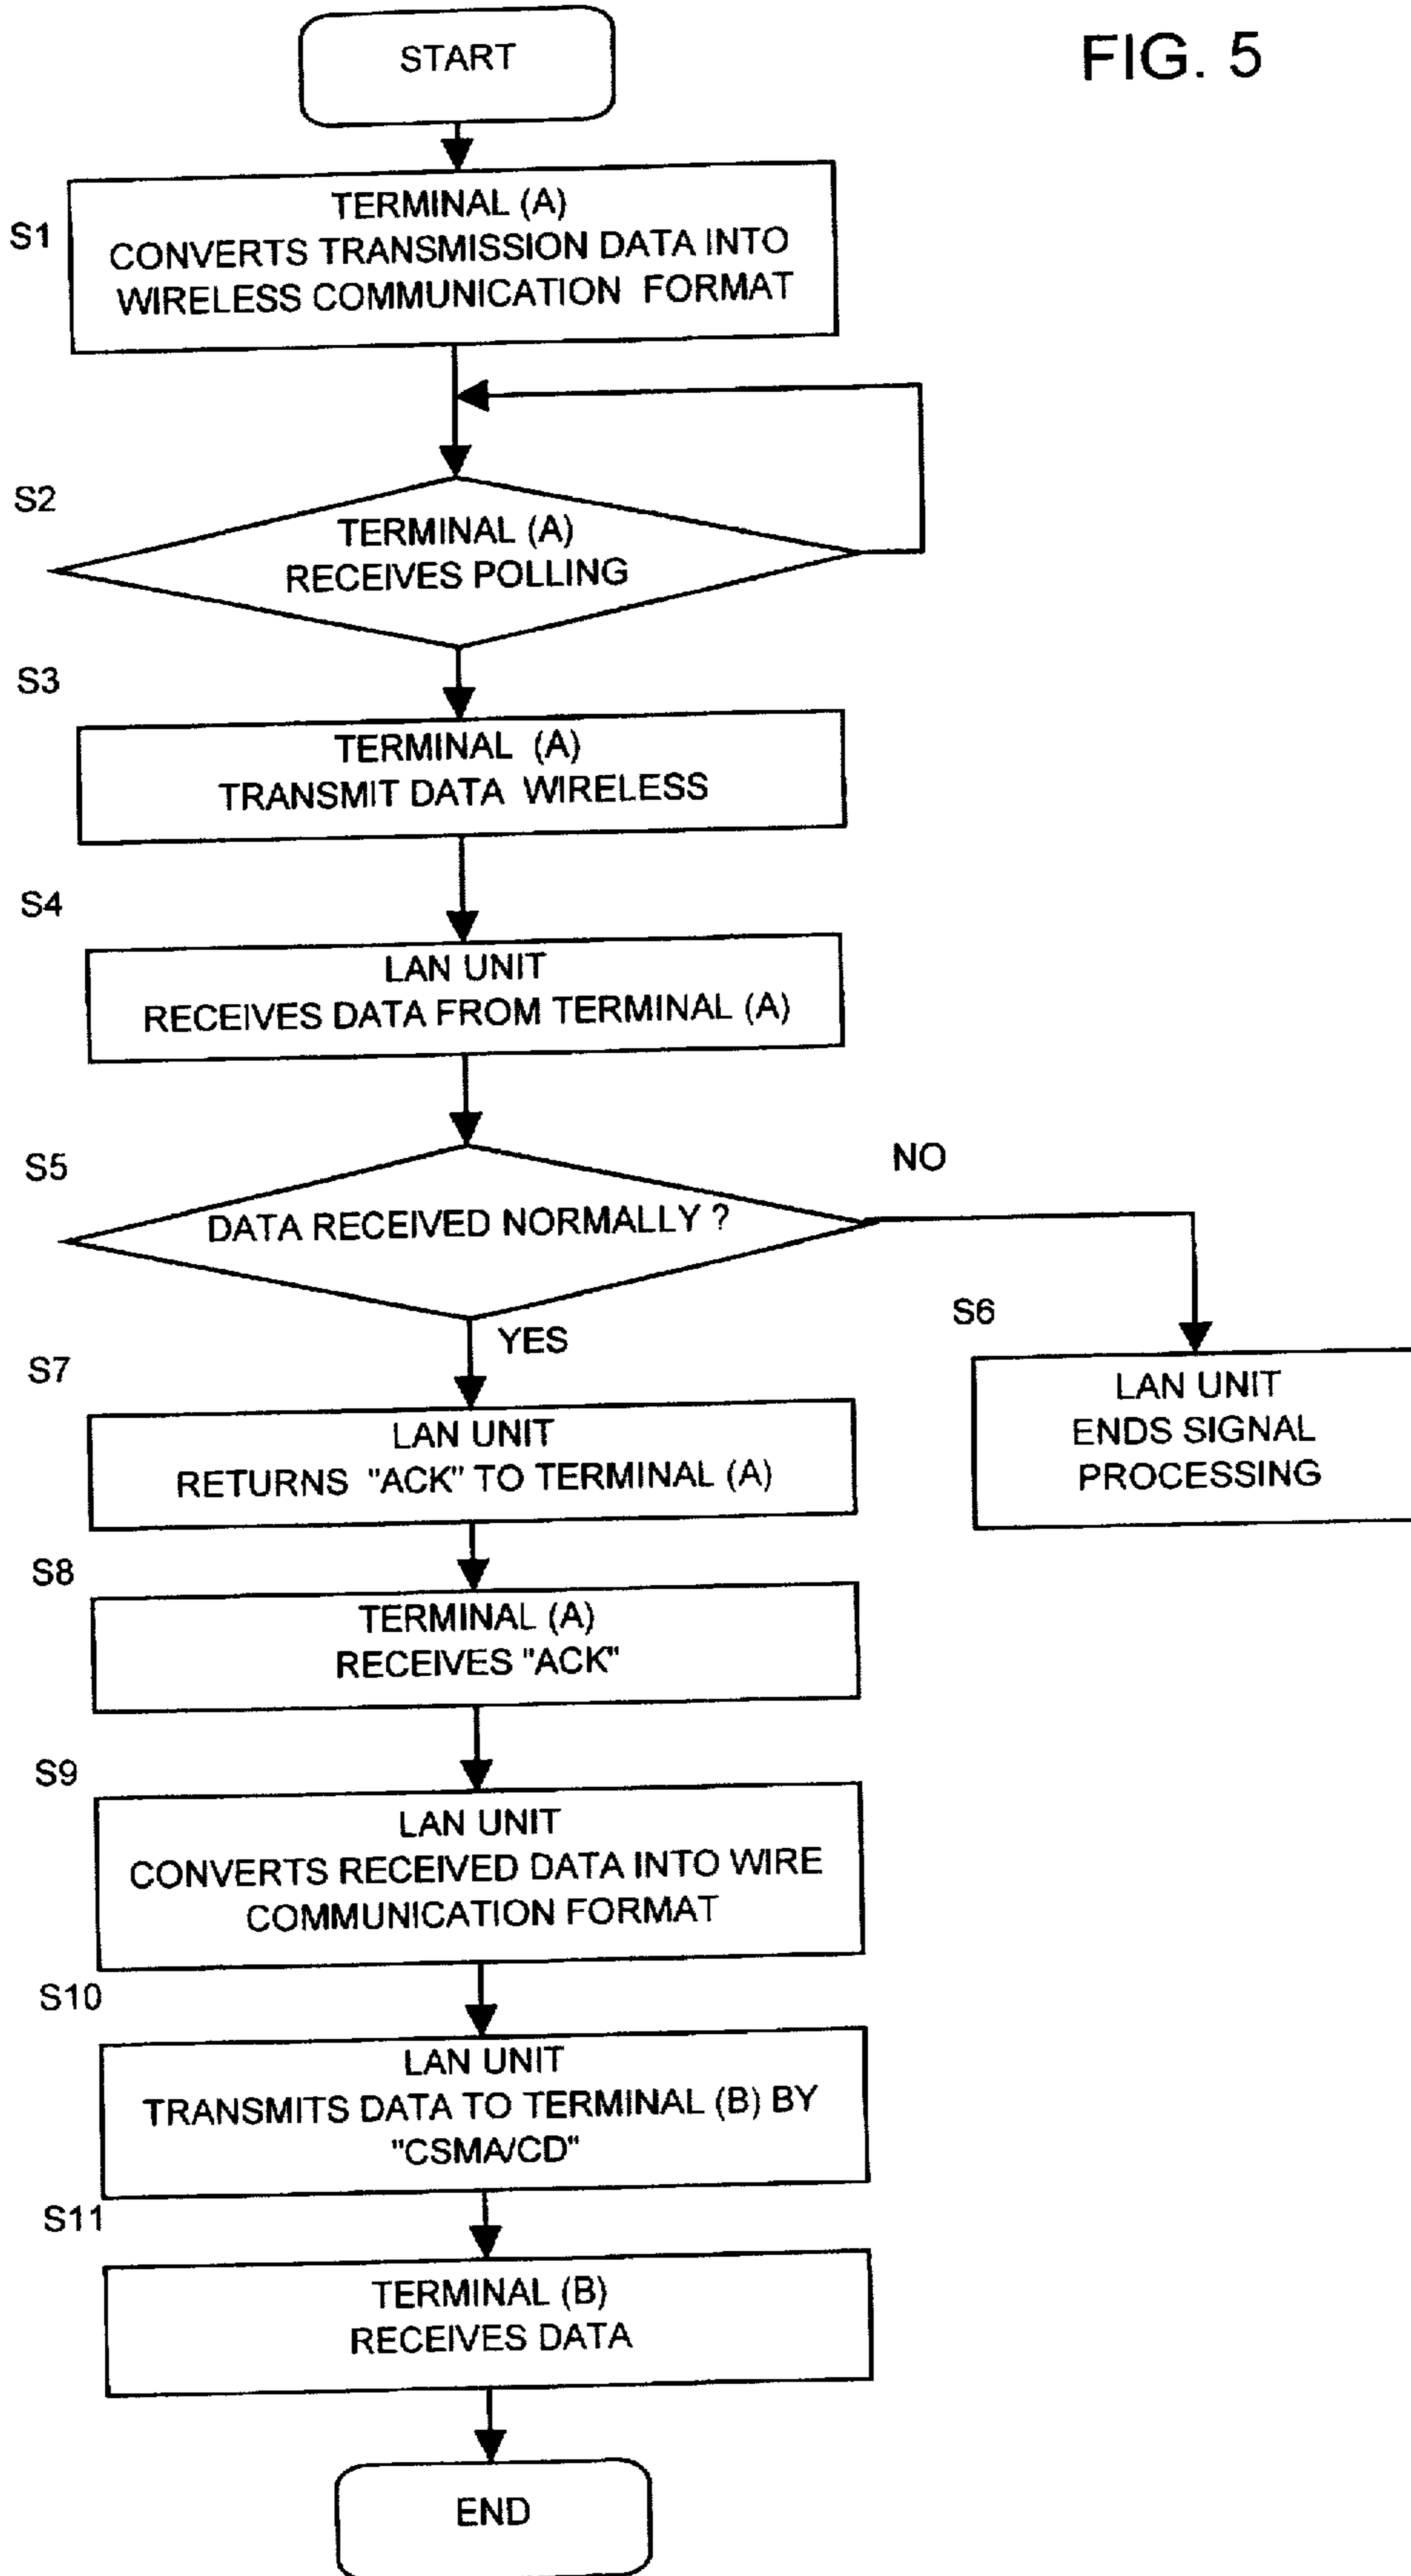 FIG. 5
START
S1
TERMINAL (A)
CONVERTS TRANSMISSION DATA INTO
WIRELESS COMMUNICATION FORMAT
S2
TERMINAL (A)
RECEIVES POLLING
S3
TERMINAL (A)
TRANSMIT DATA WIRELESS
S4
LAN UNIT
RECEIVES DATA FROM TERMINAL (A)
S5
DATA RECEIVED NORMALLY ?
NO
YES
S6
LAN UNIT
ENDS SIGNAL
PROCESSING
S7
LAN UNIT
RETURNS "ACK" TO TERMINAL (A)
S8
TERMINAL (A)
RECEIVES "ACK"
S9
LAN UNIT
CONVERTS RECEIVED DATA INTO WIRE
COMMUNICATION FORMAT
S10
LAN UNIT
TRANSMITS DATA TO TERMINAL (B) BY
"CSMA/CD"
S11
TERMINAL (B)
RECEIVES DATA
END